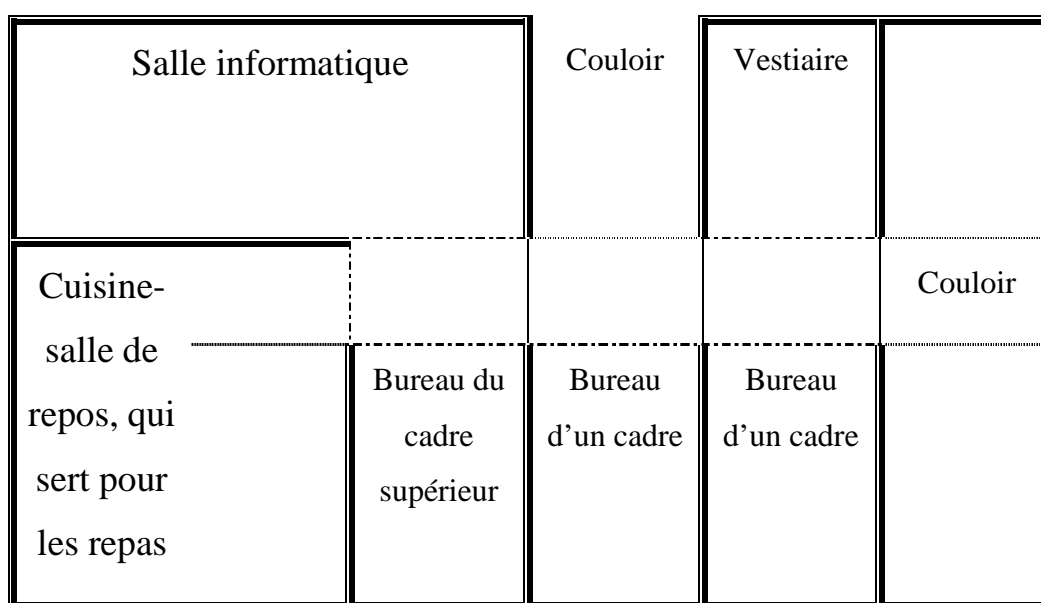 Salle informatique
Couloir
Vestiaire
Cuisine-
salle de
repos, qui
sert pour
les repas
Couloir
Bureau du
cadre
supérieur
Bureau
d’un cadre
Bureau
d’un cadre